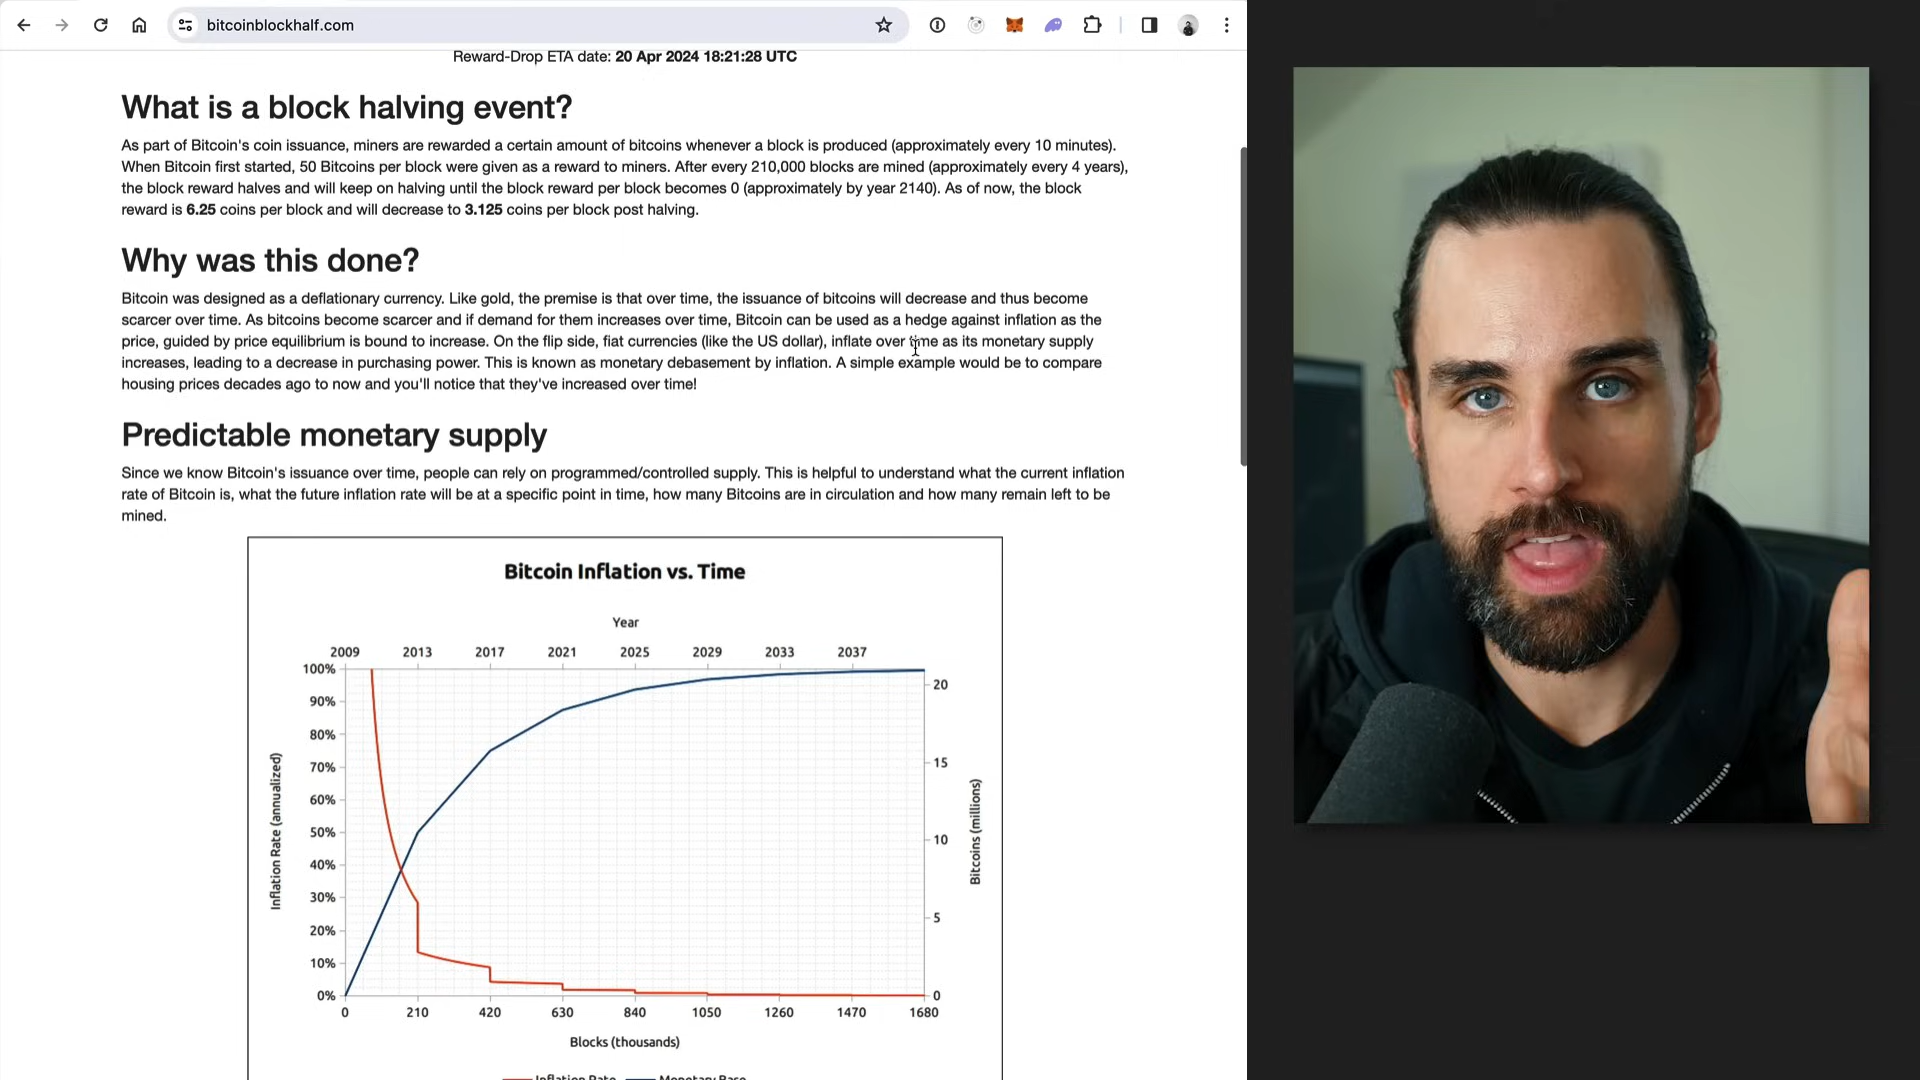 bitcoinblockhalf.com
Reward-Drop ETA date: 20 Apr 2024 18:21:28 UTC
What is a block halving event?
As part of Bitcoin's coin issuance, miners are rewarded a certain amount of bitcoins whenever a block is produced (approximately every 10 minutes).
When Bitcoin first started, 50 Bitcoins per block were given as a reward to miners. After every 210,000 blocks are mined (approximately every 4 years),
the block reward halves and will keep on halving until the block reward per block becomes 0 (approximately by year 2140). As of now, the block
reward is 6.25 coins per block and will decrease to 3.125 coins per block post halving.
Why was this done?
Bitcoin was designed as a deflationary currency. Like gold, the premise is that over time, the issuance of bitcoins will decrease and thus become
scarcer over time. As bitcoins become scarcer and if demand for them increases over time, Bitcoin can be used as a hedge against inflation as the
price, guided by price equilibrium is bound to increase. On the flip side, fiat currencies (like the US dollar), inflate over time as its monetary supply
increases, leading to a decrease in purchasing power. This is known as monetary debasement by inflation. A simple example would be to compare
housing prices decades ago to now and you'll notice that they've increased over time!
Predictable monetary supply
Since we know Bitcoin's issuance over time, people can rely on programmed/controlled supply. This is helpful to understand what the current inflation
rate of Bitcoin is, what the future inflation rate will be at a specific point in time, how many Bitcoins are in circulation and how many remain left to be
mined.
Bitcoin Inflation vs. Time
Year
2009 2013 2017 2021 2025 2029 2033 2037
100%
90%
80%
70%
60%
50%
40%
30%
20%
10%
0%
Inflation Rate (annualized)
20
15
10
5
0
Bitcoins (millions)
0 210 420 630 840 1050 1260 1470 1680
Blocks (thousands)
Inflation Rate Monetary Base